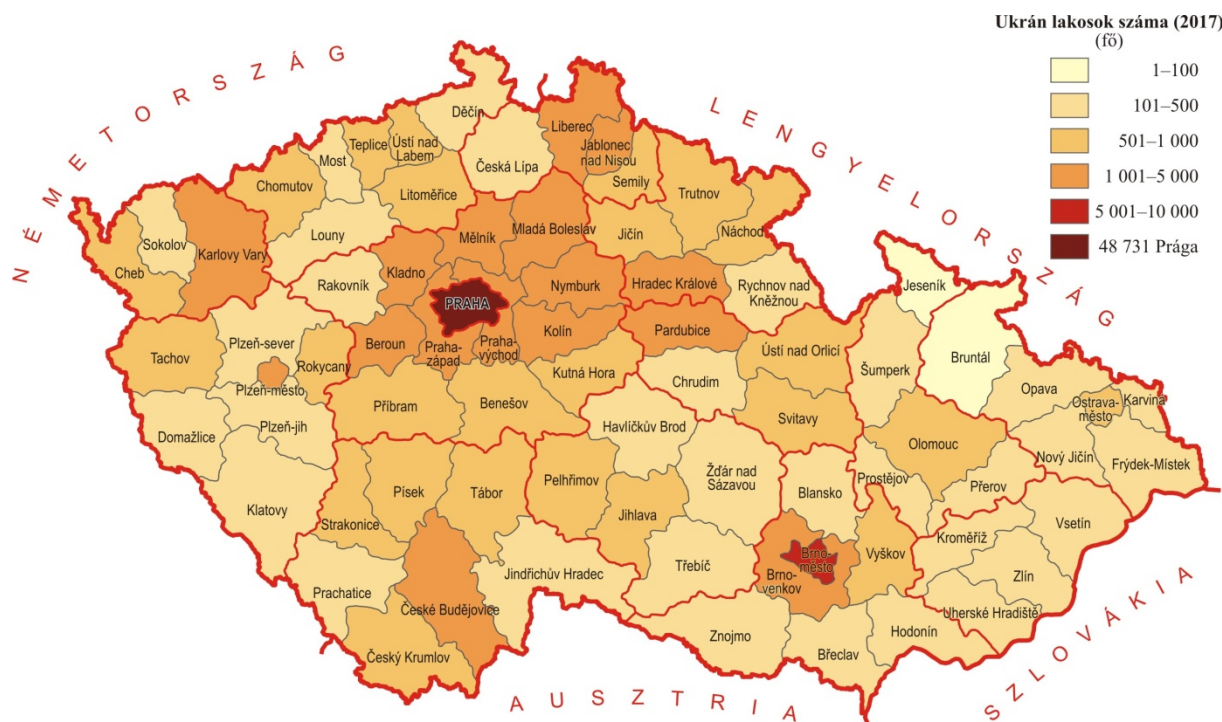 Ukrán lakosok száma (2017)
(fő)
1–100
101–500
501–1 000
1 001–5 000
5 001–10 000
48 731 Prága
NÉMETORSZÁG
LENGYELORSZÁG
SZLOVÁKIA
AUSZTRIA
Děčín
Liberec
Jablonec
nad Nisou
Teplice
Ústí nad
Labem
Most
Česká Lípa
Semily
Trutnov
Chomutov
Litoměřice
Sokolov
Karlovy Vary
Louny
Mělník
Mladá Boleslav
Jičín
Náchod
Cheb
Rakovník
Kladno
PRAHA
Nymburk
Hradec Králové
Rychnov nad
Kněžnou
Jeseník
Tachov
Plzeň-sever
Rokycany
Beroun
Praha-
západ
Praha-
východ
Kolín
Pardubice
Ústí nad Orlicí
Šumperk
Bruntál
Plzeň-město
Kutná Hora
Chrudim
Opava
Ostrava-
město
Karvina
Domažlice
Plzeň-jih
Příbram
Benešov
Havlíčkův Brod
Svitavy
Olomouc
Nový Jičín
Frýdek-Místek
Klatovy
Strakonice
Písek
Tábor
Pelhřimov
Jihlava
Žďár nad
Sázavou
Blansko
Prostějov
Přerov
Vsetín
Kroměříž
Prachatice
České Budějovice
Jindřichův Hradec
Třebíč
Brno-
venkov
Brno-
město
Vyškov
Zlín
Uherské Hradiště
Český Krumlov
Znojmo
Břeclav
Hodonín